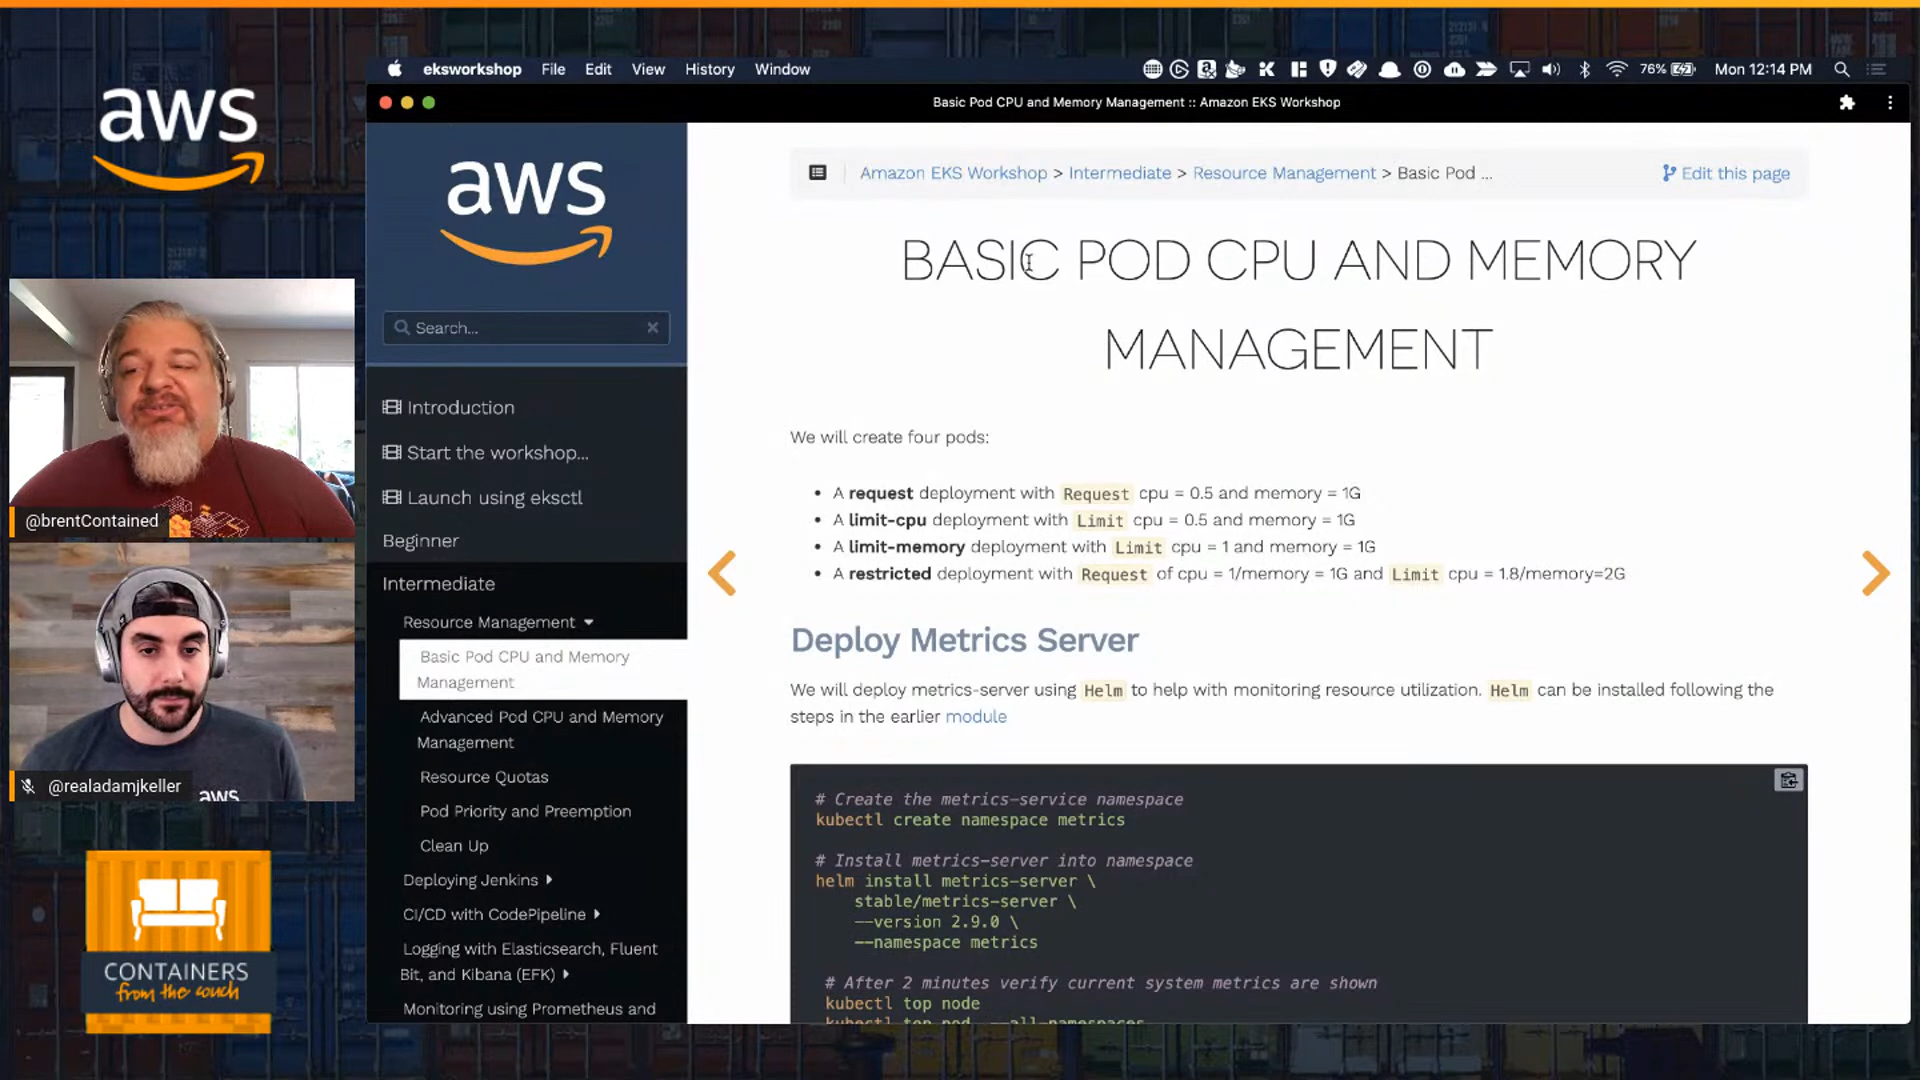 aws
@brentContained
@realadamjkeller
aws
CONTAINERS
from the couch
eksworkshop File Edit View History Window
76% Mon 12:14 PM
Basic Pod CPU and Memory Management :: Amazon EKS Workshop
aws
Search...
Introduction
Start the workshop...
Launch using eksctl
Beginner
Intermediate
Resource Management
Basic Pod CPU and Memory
Management
Advanced Pod CPU and Memory
Management
Resource Quotas
Pod Priority and Preemption
Clean Up
Deploying Jenkins
CI/CD with CodePipeline
Logging with Elasticsearch, Fluent
Bit, and Kibana (EFK)
Monitoring using Prometheus and
Amazon EKS Workshop > Intermediate > Resource Management > Basic Pod ...
Edit this page
BASIC POD CPU AND MEMORY
MANAGEMENT
We will create four pods:
• A request deployment with Request cpu = 0.5 and memory = 1G
• A limit-cpu deployment with Limit cpu = 0.5 and memory = 1G
• A limit-memory deployment with Limit cpu = 1 and memory = 1G
• A restricted deployment with Request of cpu = 1/memory = 1G and Limit cpu = 1.8/memory=2G
Deploy Metrics Server
We will deploy metrics-server using Helm to help with monitoring resource utilization. Helm can be installed following the
steps in the earlier module
# Create the metrics-service namespace
kubectl create namespace metrics
# Install metrics-server into namespace
helm install metrics-server \
stable/metrics-server \
--version 2.9.0 \
--namespace metrics
# After 2 minutes verify current system metrics are shown
kubectl top node
kubectl top pod --all-namespaces